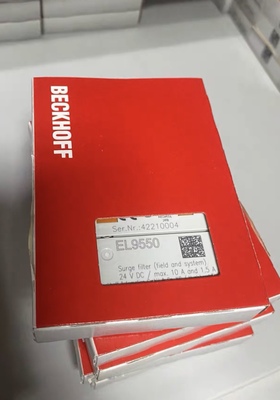 BECKHOFF
Ser.Nr.:42210004
EL9550
Surge filter (field and system)
24 V DC / max. 10 A and 1.5 A